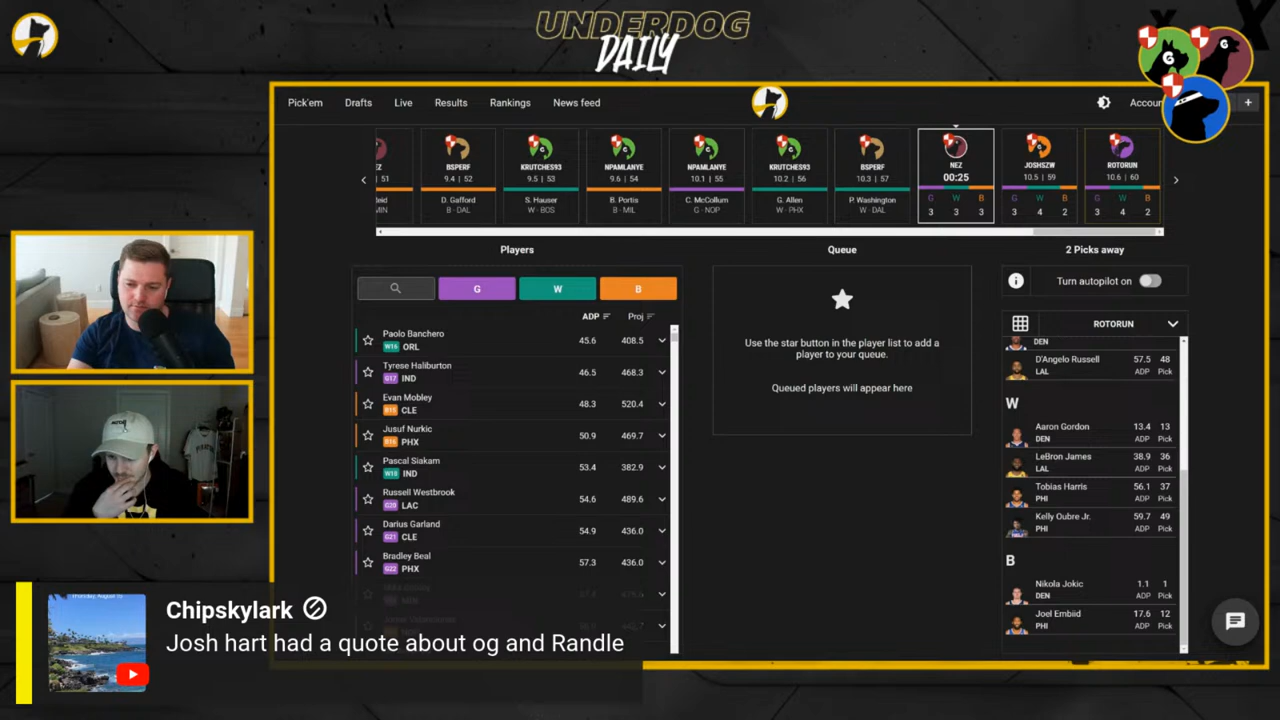 UNDERDOG
DAILY
Pick'em Drafts Live Results Rankings News feed
Accour
+
51
BSPERF
9.4 | 52
D. Gafford
B - DAL
KRUTCHES93
9.5 | 53
S. Hauser
W - BOS
NPAMLANYE
9.6 | 54
B. Portis
B - MIL
NPAMLANYE
10.1 | 55
C. McCollum
G - NOP
KRUTCHES93
10.2 | 56
G. Allen
W - PHX
BSPERF
10.3 | 57
P. Washington
W - DAL
NEZ
00:25
G W B
3 3 3
JOSHSZW
10.5 | 59
G W B
3 4 2
ROTORUN
10.6 | 60
G W B
3 4 2
Players
G W B
ADP Proj
Paolo Banchero 45.6 408.5
W16 ORL
Tyrese Haliburton 46.5 468.3
G17 IND
Evan Mobley 48.3 520.4
B15 CLE
Jusuf Nurkic 50.9 469.7
B16 PHX
Pascal Siakam 53.4 382.9
IND
Russell Westbrook 54.6 489.6
G20 LAC
Darius Garland 54.9 436.0
G21 CLE
Bradley Beal 57.3 436.0
G22 PHX
Queue
Use the star button in the player list to add a
player to your queue.
Queued players will appear here
2 Picks away
Turn autopilot on
ROTORUN
DEN
D'Angelo Russell 57.5 48
LAL ADP Pick
W
Aaron Gordon 13.4 13
DEN ADP Pick
LeBron James 38.9 36
LAL ADP Pick
Tobias Harris 56.1 37
PHI ADP Pick
Kelly Oubre Jr. 59.7 49
PHI ADP Pick
B
Nikola Jokic 1.1 1
DEN ADP Pick
Joel Embiid 17.6 12
PHI ADP Pick
Chipskylark
Josh hart had a quote about og and Randle